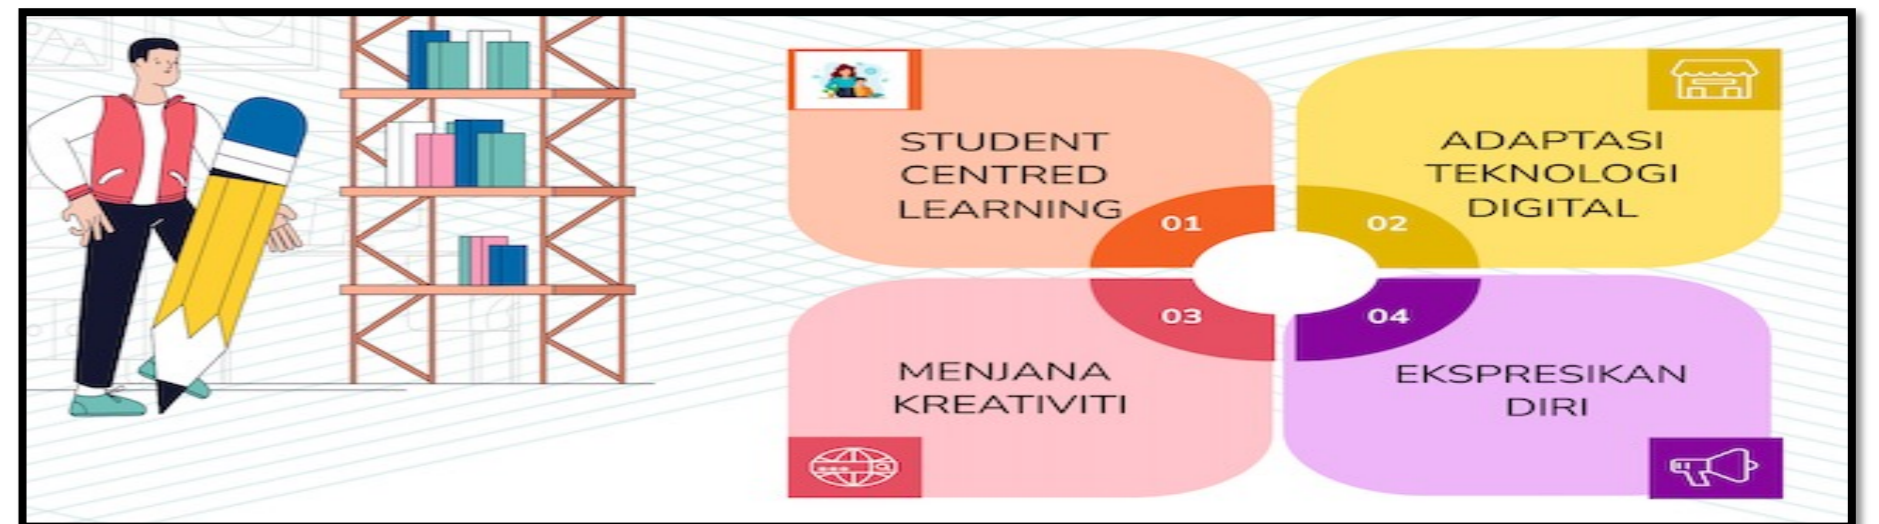 STUDENT
CENTRED
LEARNING
01
ADAPTASI
TEKNOLOGI
DIGITAL
02
03
MENJANA
KREATIVITI
04
EKSPRESIKAN
DIRI